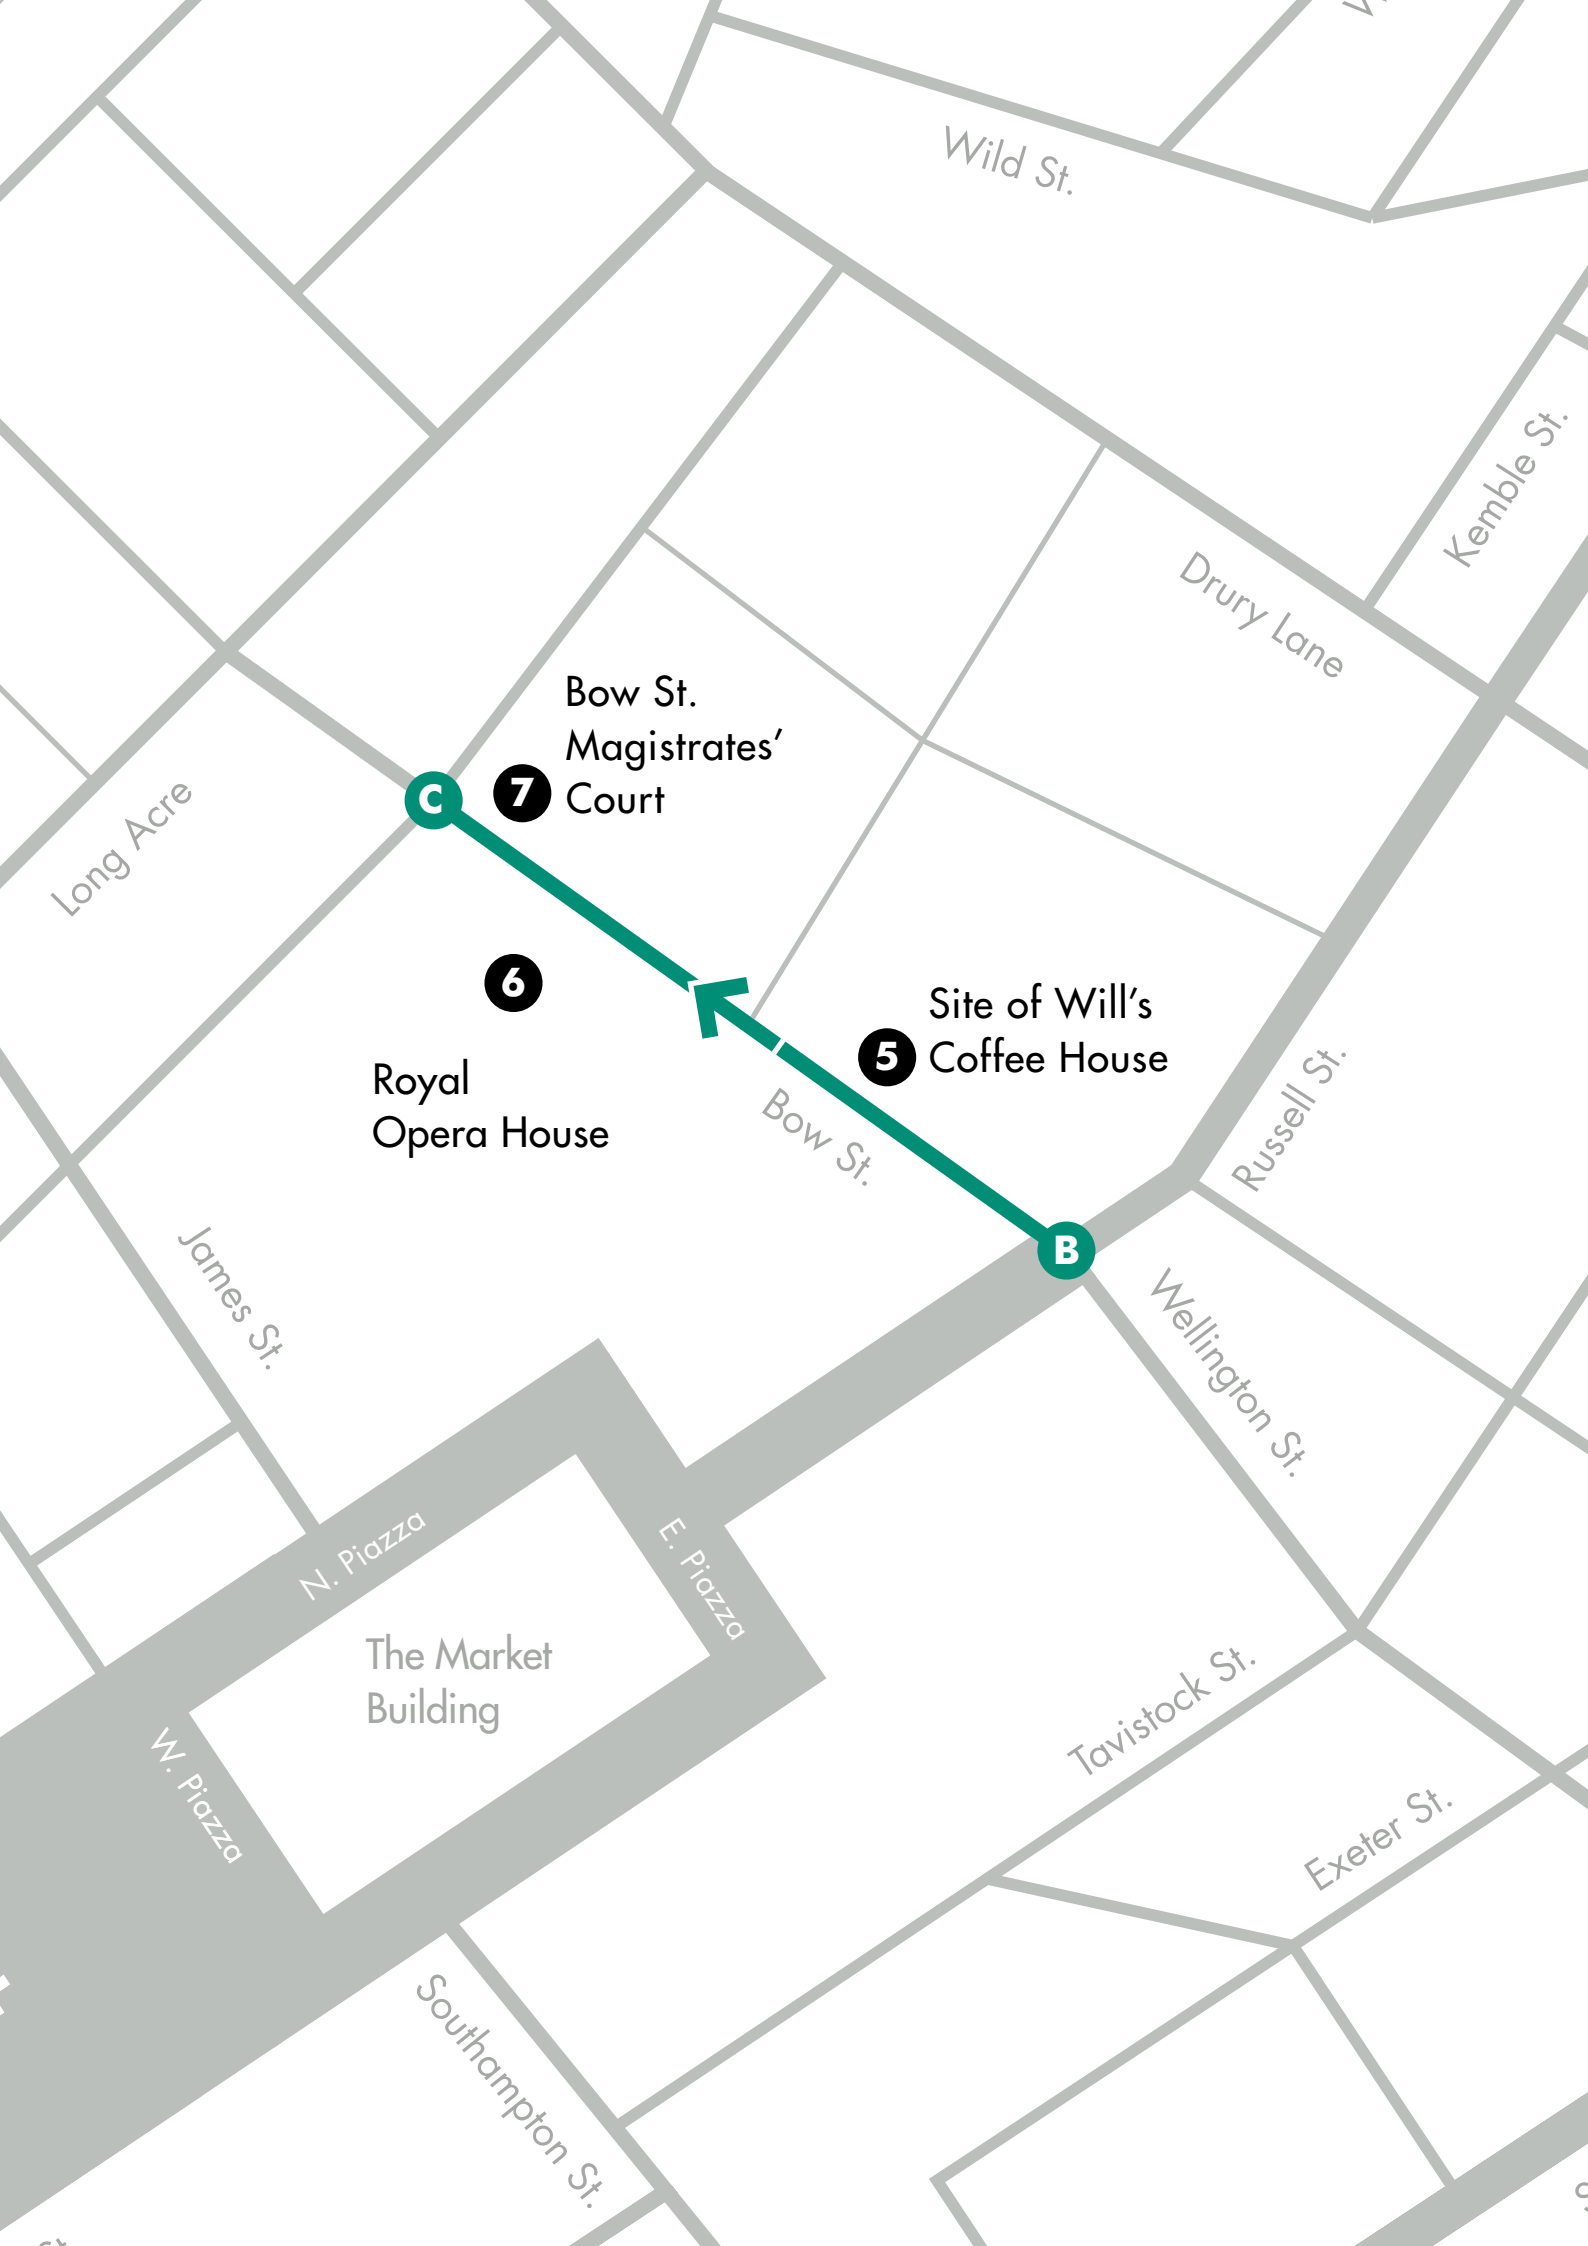 Wild St.
Kemble St.
Drury Lane
Bow St.
Magistrates’
Court
7
C
Long Acre
6
Royal
Opera House
Site of Will’s
Coffee House
5
Bow St.
Russell St.
B
James St.
Wellington St.
N. Piazza
E. Piazza
The Market
Building
W. Piazza
Tavistock St.
Exeter St.
Southampton St.